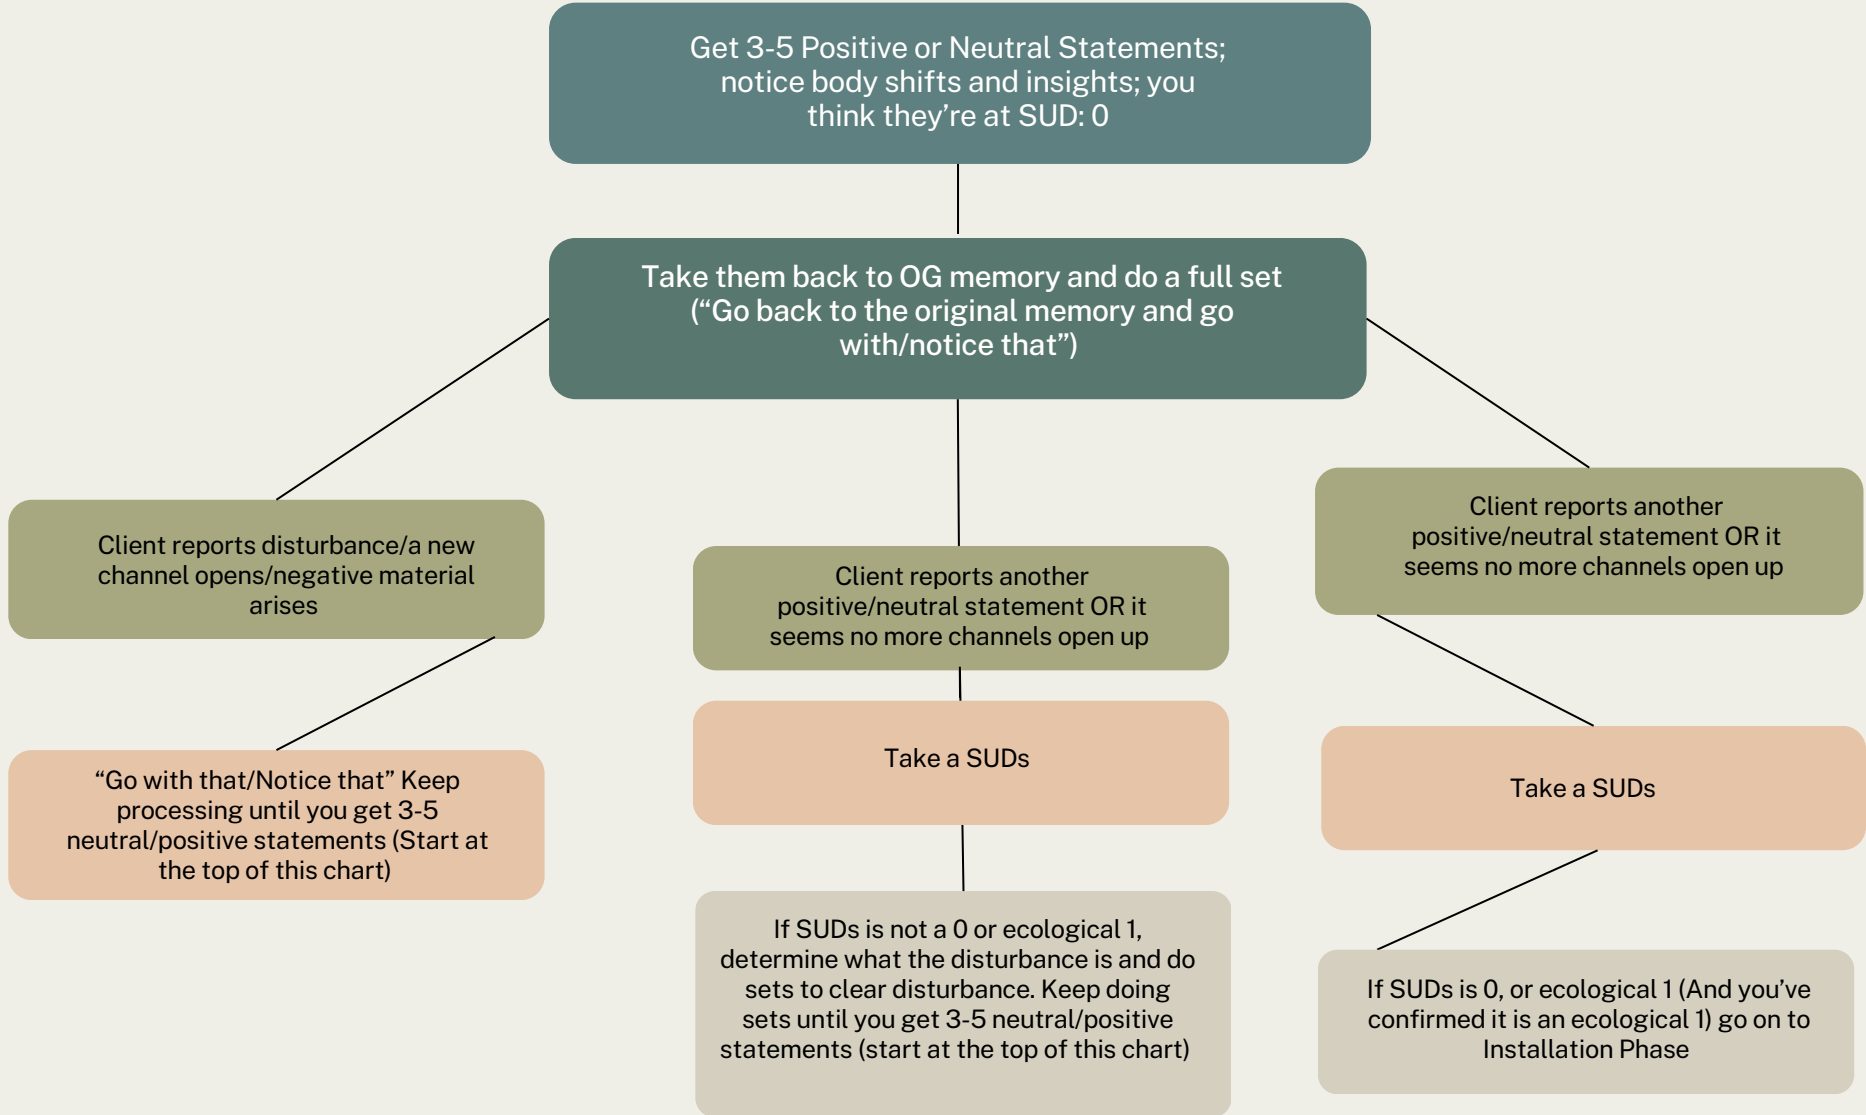 Get 3-5 Positive or Neutral Statements;
notice body shifts and insights; you
think they’re at SUD: 0
Take them back to OG memory and do a full set
(“Go back to the original memory and go
with/notice that”)
Client reports disturbance/a new
channel opens/negative material
arises
“Go with that/Notice that” Keep
processing until you get 3-5
neutral/positive statements (Start at
the top of this chart)
Client reports another
positive/neutral statement OR it
seems no more channels open up
Take a SUDs
If SUDs is not a 0 or ecological 1,
determine what the disturbance is and do
sets to clear disturbance. Keep doing
sets until you get 3-5 neutral/positive
statements (start at the top of this chart)
Client reports another
positive/neutral statement OR it
seems no more channels open up
Take a SUDs
If SUDs is 0, or ecological 1 (And you’ve
confirmed it is an ecological 1) go on to
Installation Phase